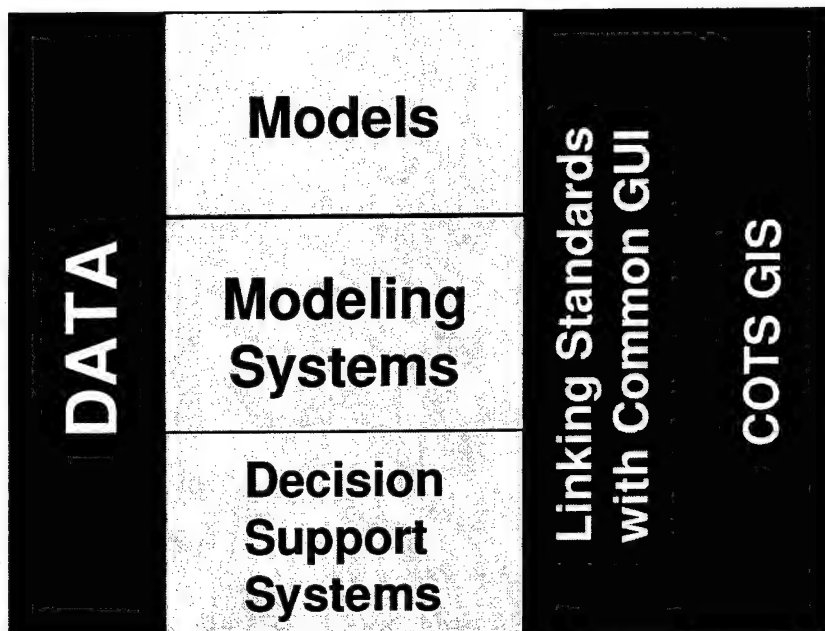 DATA
Models
Modeling
Systems
Decision
Support
Systems
Linking Standards
with Common GUI
COTS GIS